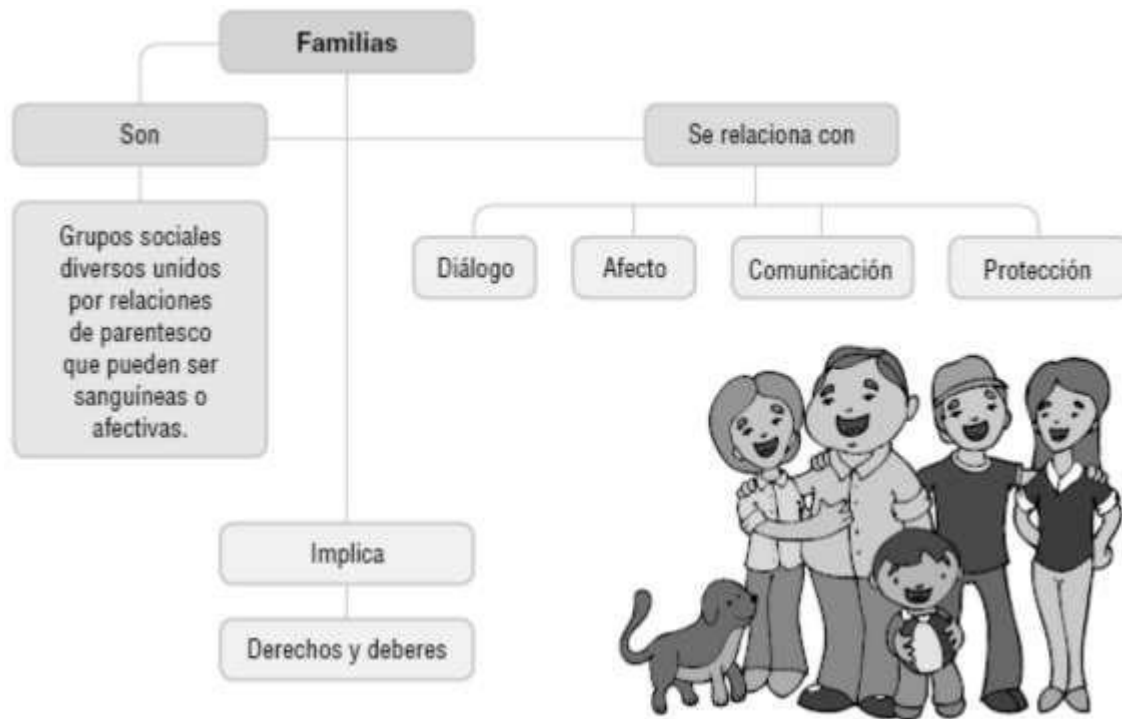 Familias
Son
Se relaciona con
Grupos sociales
diversos unidos
por relaciones
de parentesco
que pueden ser
sanguíneas o
afectivas.
Diálogo
Afecto
Comunicación
Protección
Implica
Derechos y deberes